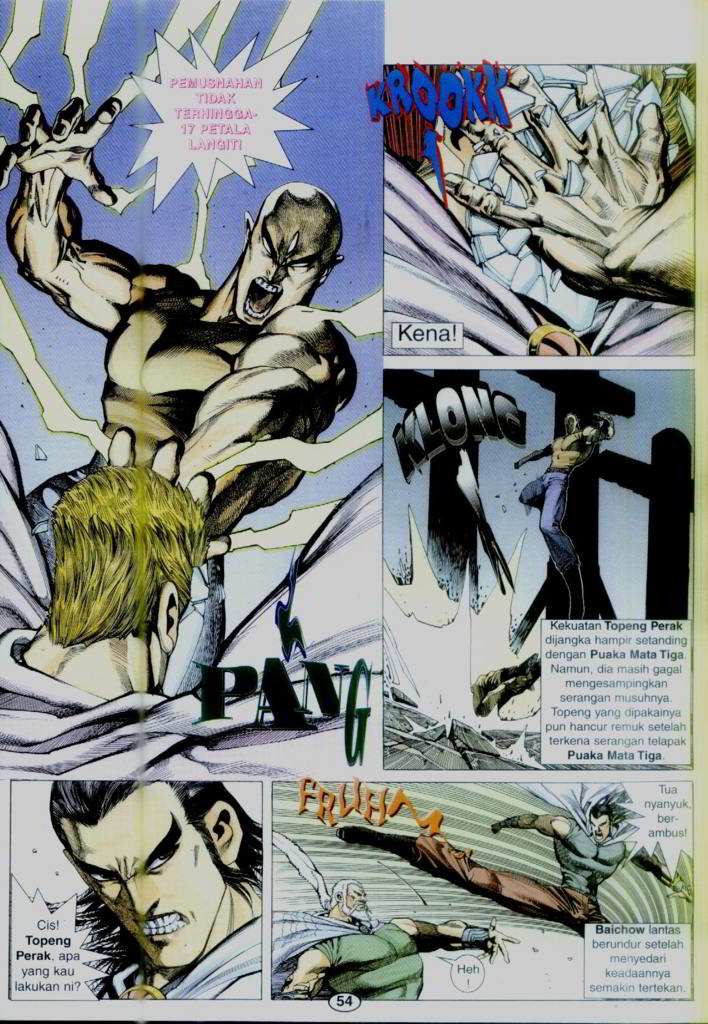 PEMUSNAHAN
TIDAK
TERHINGGA-
17 PETALA
LANGIT!
KROOKK
!
Kena!
PANG
KLONG
Kekuatan Topeng Perak
dijangka hampir setanding
dengan Puaka Mata Tiga.
Namun, dia masih gagal
mengesampingkan
serangan musuhnya.
Topeng yang dipakainya
pun hancur remuk setelah
terkena serangan telapak
Puaka Mata Tiga.
Cis!
Topeng
Perak, apa
yang kau
lakukan ni?
FRUHM
Tua
nyanyuk,
ber-
ambus!
Heh
!
Baichow lantas
berundur setelah
menyedari
keadaannya
semakin tertekan.
54